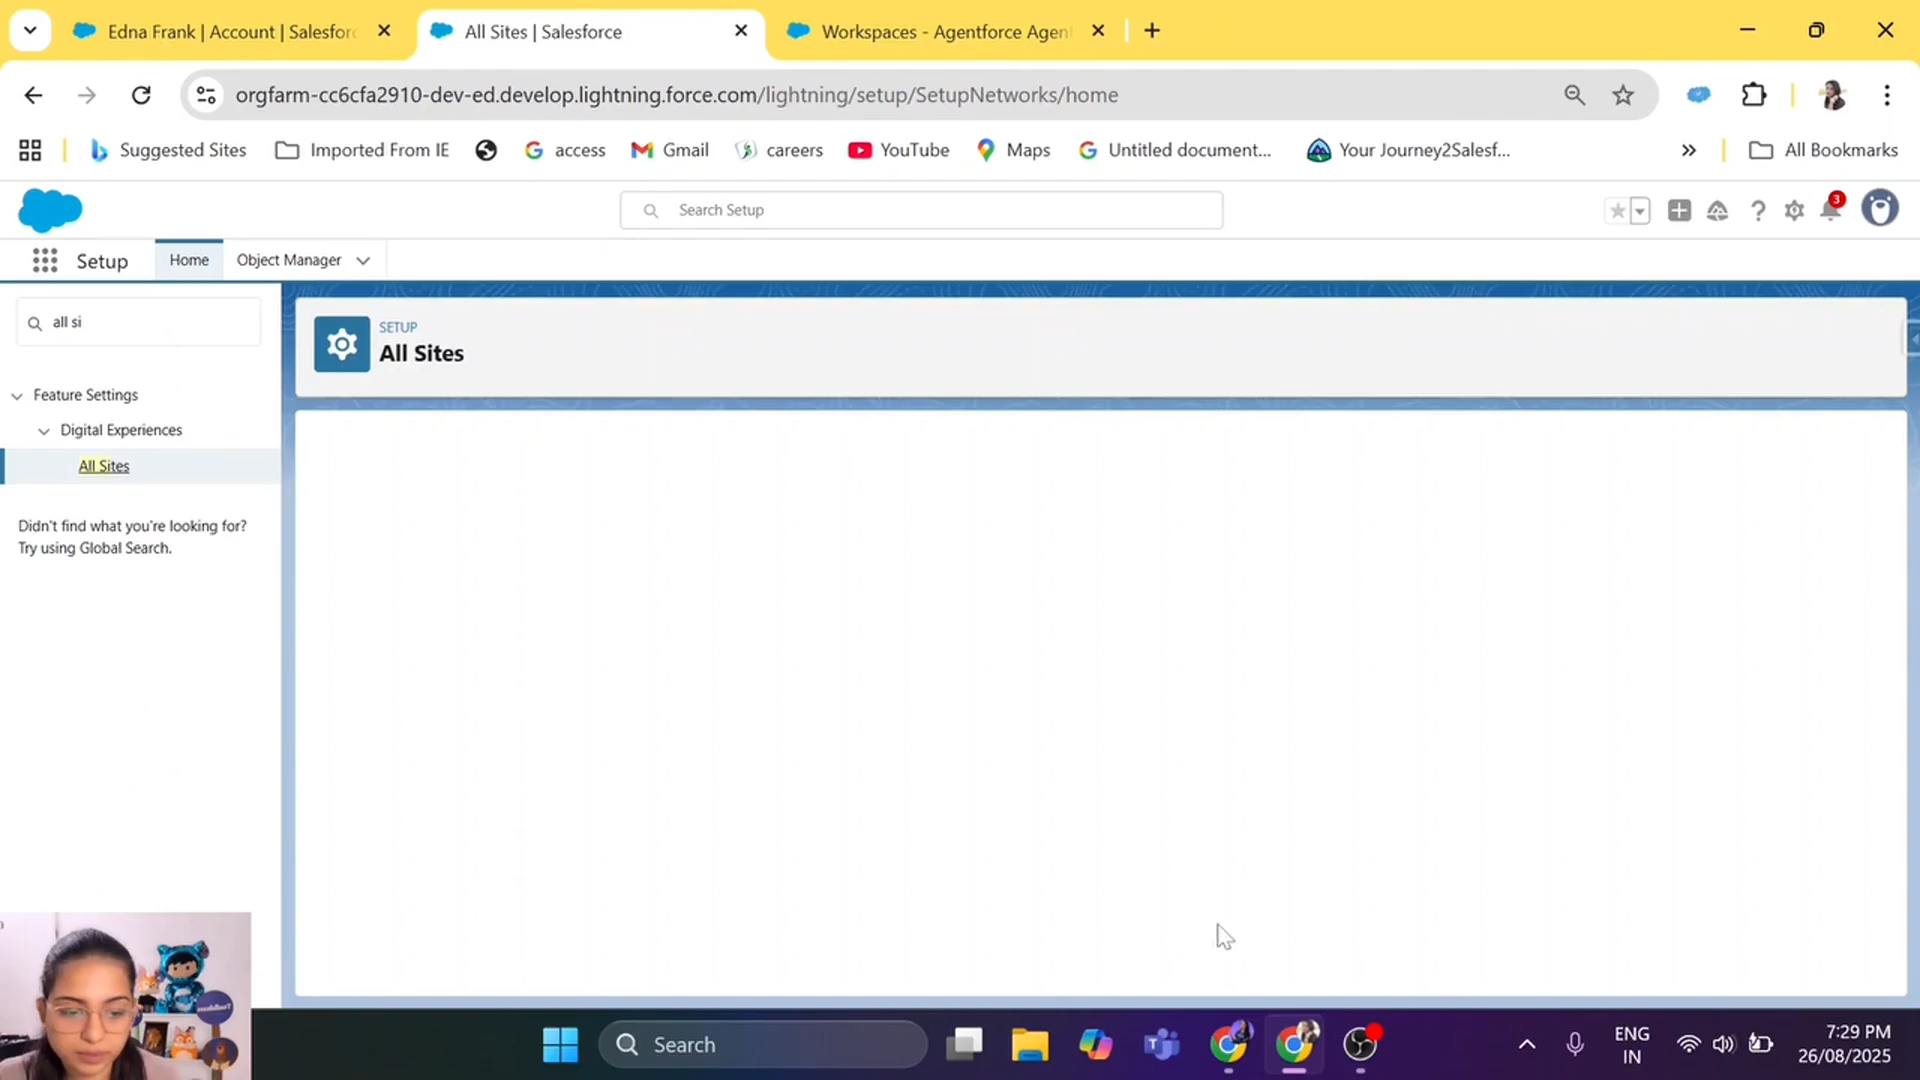 Edna Frank | Account | Salesforc
All Sites | Salesforce
Workspaces - Agentforce Agen
orgfarm-cc6cfa2910-dev-ed.develop.lightning.force.com/lightning/setup/SetupNetworks/home
Suggested Sites
Imported From IE
access
Gmail
careers
YouTube
Maps
Untitled document...
Your Journey2Salesf...
All Bookmarks
Search Setup
3
Setup
Home
Object Manager
all si
SETUP
All Sites
Feature Settings
Digital Experiences
All Sites
Didn't find what you're looking for?
Try using Global Search.
Search
ENG
IN
7:29 PM
26/08/2025